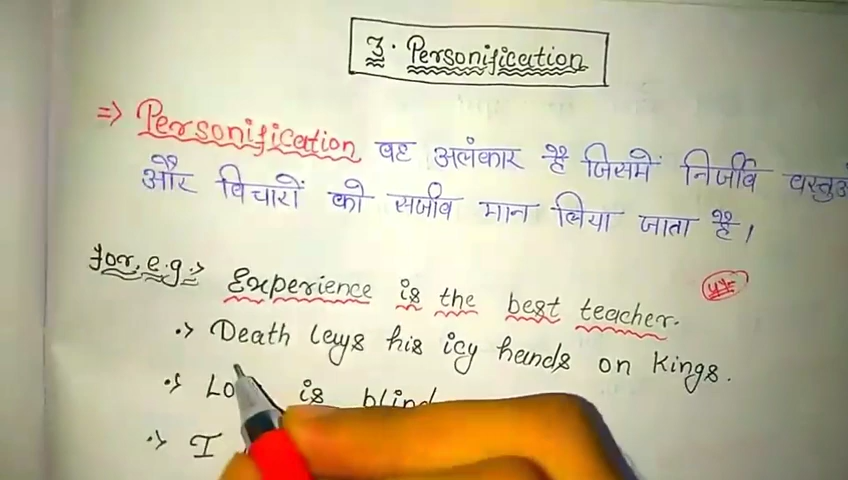 3. Personification
⇒ Personification वह अलंकार है जिसमें निर्जीव
और विचारों को सजीव मान लिया जाता है।
for. e.g:> Experience is the best teacher.
Death lays his icy hands on Kings.
is
I